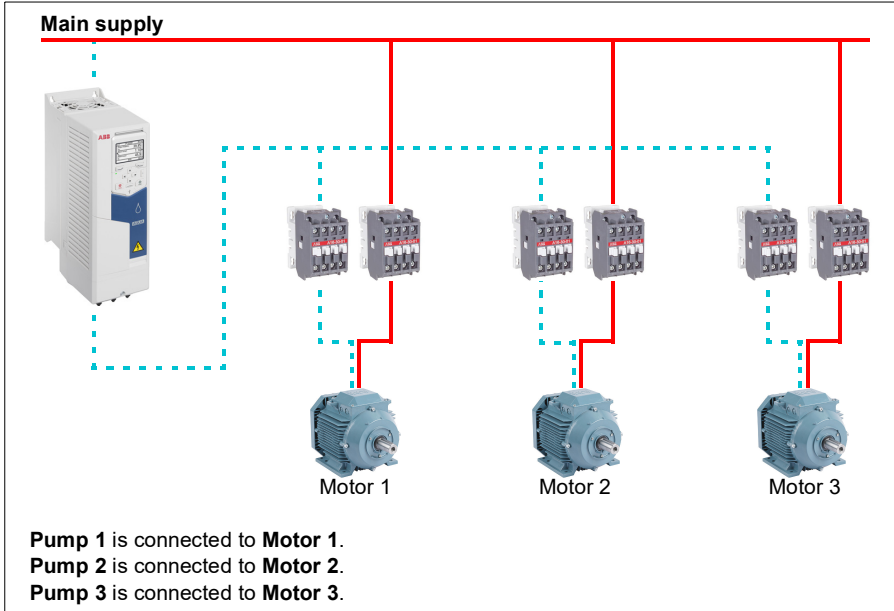 Main supply
ABB
Motor 1
Motor 2
Motor 3
Pump 1 is connected to Motor 1.
Pump 2 is connected to Motor 2.
Pump 3 is connected to Motor 3.